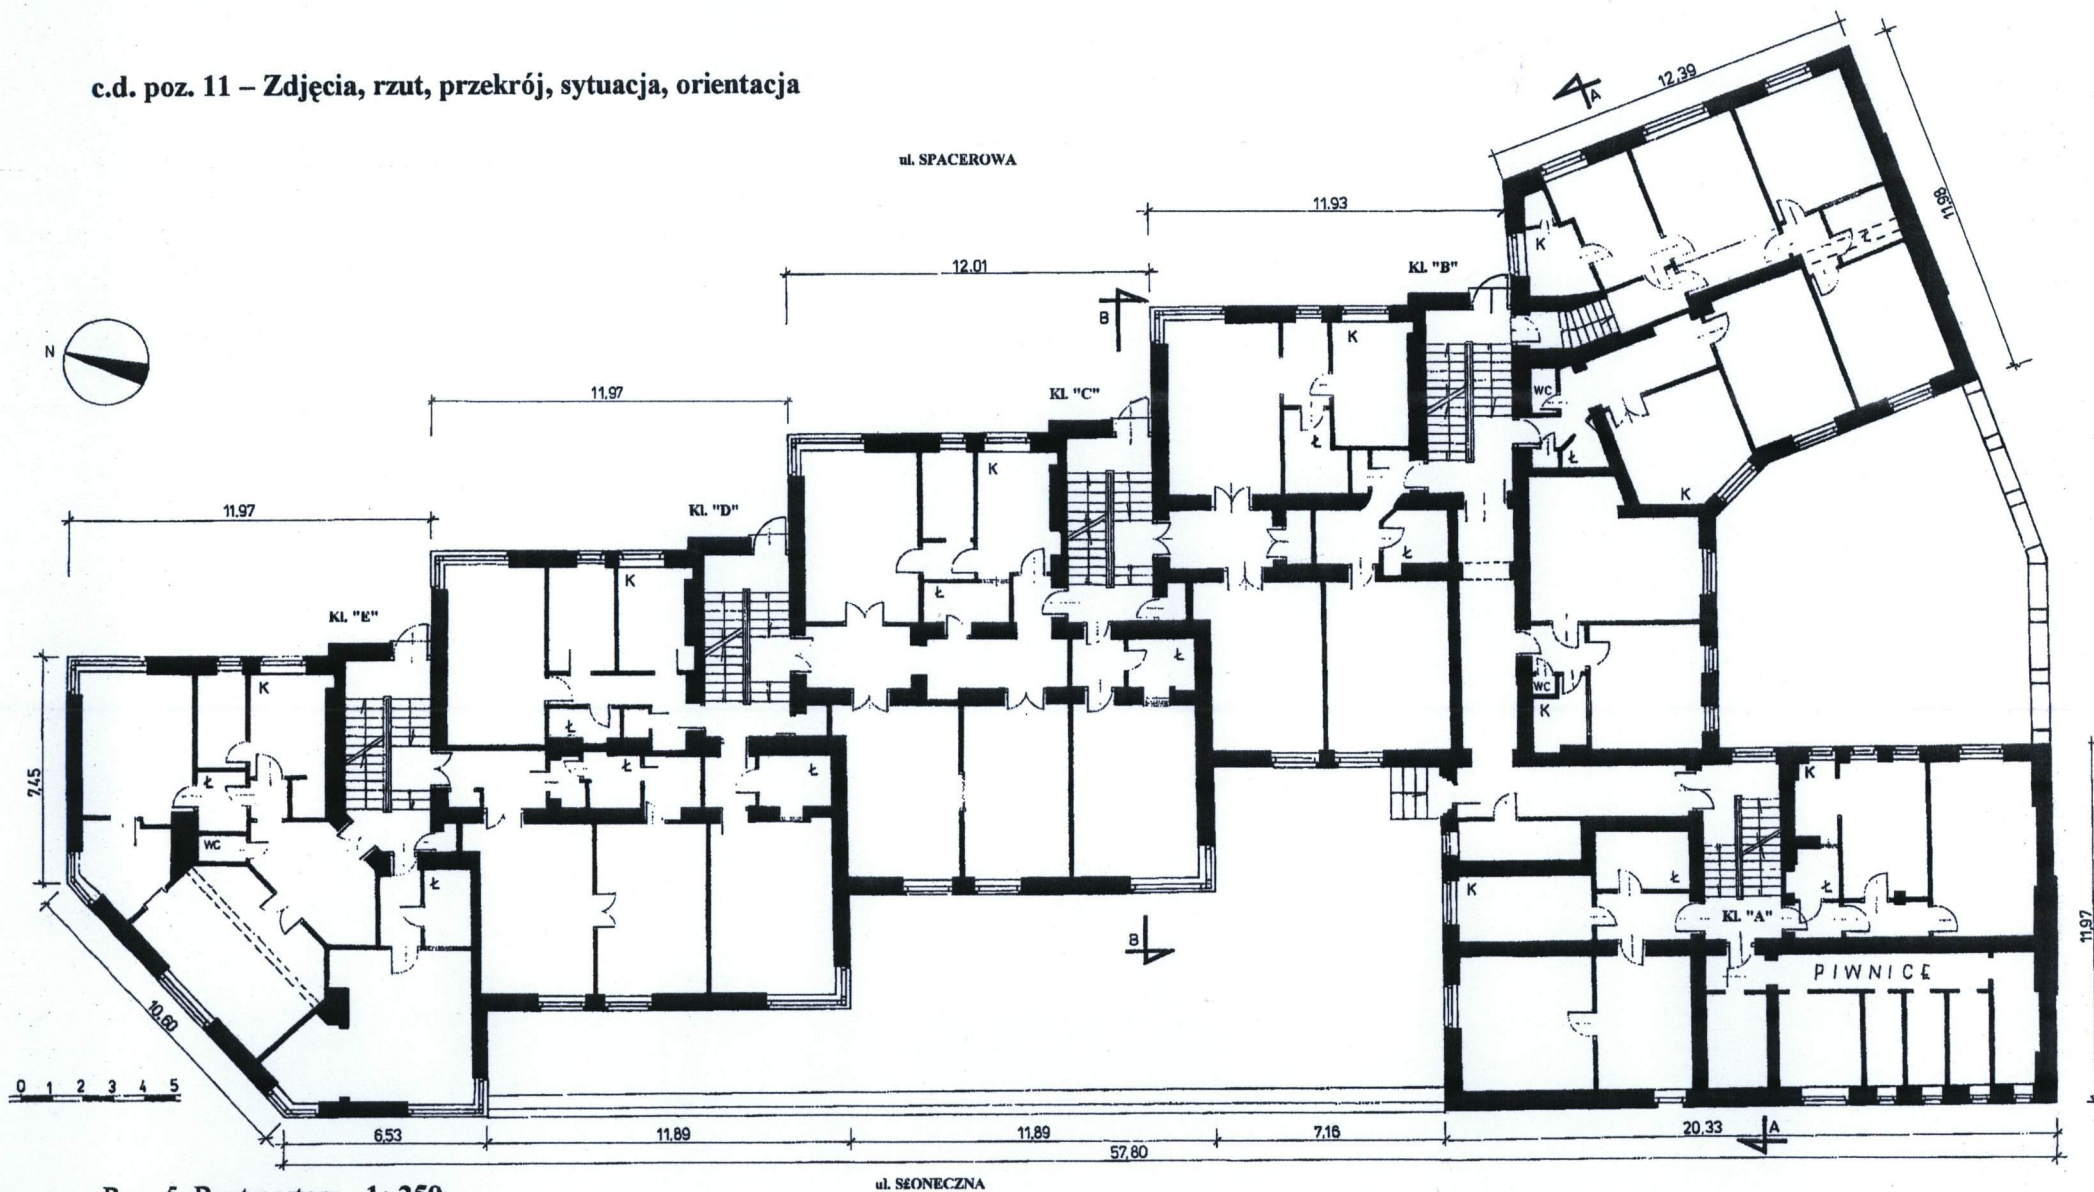 c.d. poz. 11 – Zdjęcia, rzut, przekrój, sytuacja, orientacja
12,39
A
ul. SPACEROWA
11,98
11.93
K
Ł
Kl. "B"
12.01
B
K
N
WC
11,97
Kl. "C"
Ł
Ł
K
K
11.97
Kl. "D"
Ł
K
Ł
Kl. "E"
Ł
WC
K
K
Ł
Ł
Ł
K
7,45
Ł
WC
Ł
K
Ł
Kl. "A"
11,97
B
PIWNICE
10,60
0 1 2 3 4 5
6,53
11,89
11,89
7,16
20,33
A
57,80
ul. SŁONECZNA